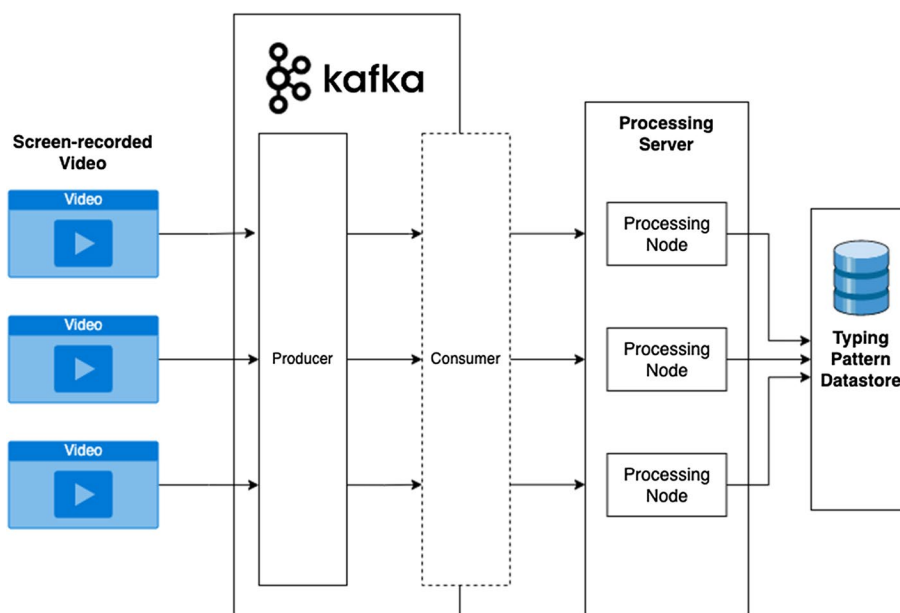 kafka
Screen-recorded
Video
Video
Video
Video
Producer
Consumer
Processing
Server
Processing
Node
Processing
Node
Processing
Node
Typing
Pattern
Datastore